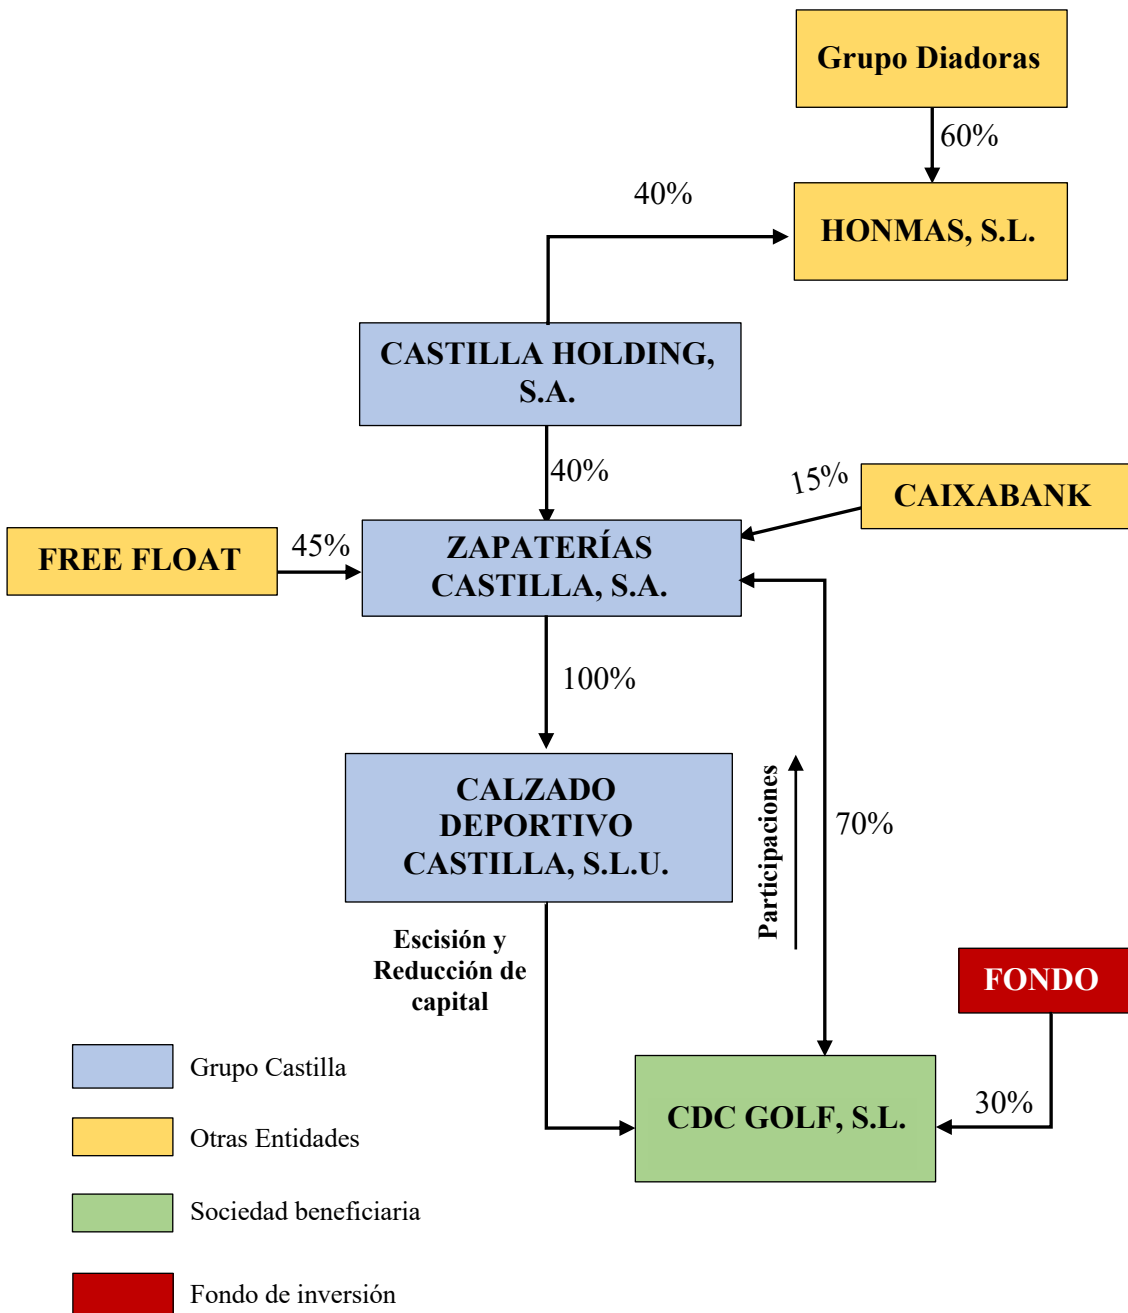 Grupo Diadoras
60%
40%
HONMAS, S.L.
CASTILLA HOLDING,
S.A.
40%
15%
CAIXABANK
FREE FLOAT
45%
ZAPATERÍAS
CASTILLA, S.A.
100%
CALZADO
DEPORTIVO
CASTILLA, S.L.U.
Participaciones
70%
Escisión y
Reducción de
capital
FONDO
Grupo Castilla
CDC GOLF, S.L.
30%
Otras Entidades
Sociedad beneficiaria
Fondo de inversión